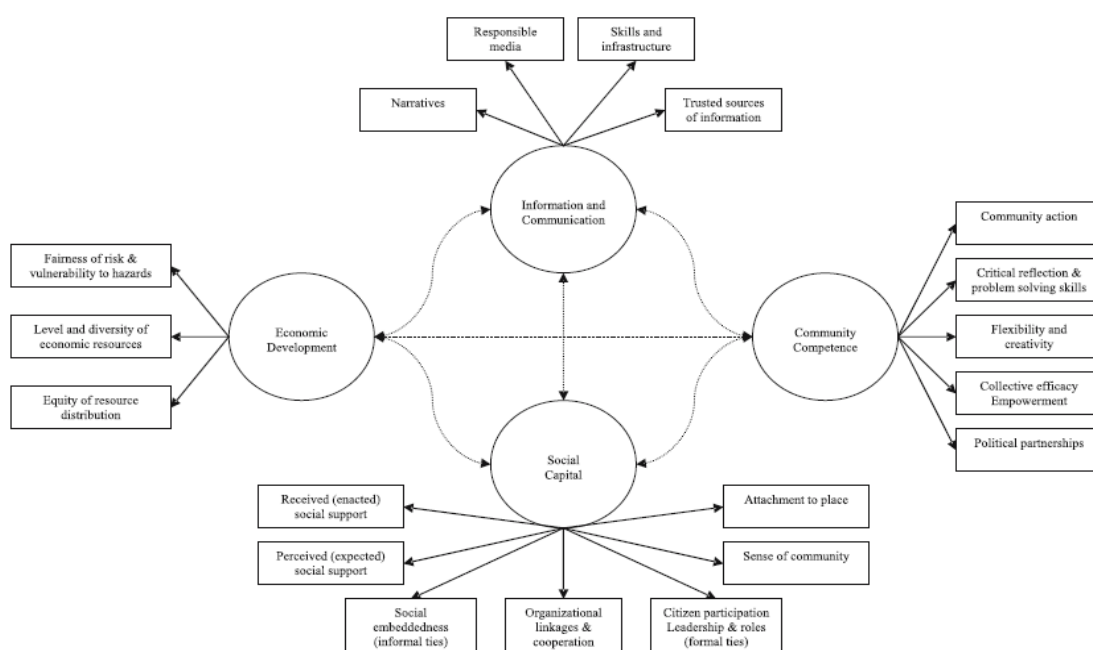 Responsible
media
Skills and
infrastructure
Narratives
Trusted sources
of information
Information and
Communication
Community action
Fairness of risk &
vulnerability to hazards
Critical reflection &
problem solving skills
Level and diversity of
economic resources
Economic
Development
Community
Competence
Flexibility and
creativity
Equity of resource
distribution
Collective efficacy
Empowerment
Political partnerships
Social
Capital
Received (enacted)
social support
Attachment to place
Perceived (expected)
social support
Sense of community
Social
embeddedness
(informal ties)
Organizational
linkages &
cooperation
Citizen participation
Leadership & roles
(formal ties)